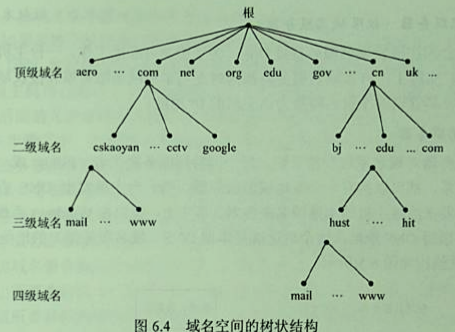 根
顶级域名 aero … com net org edu gov … cn uk …
二级域名 cskaoyan … cctv google bj … edu … com
三级域名 mail … www hust … hit
四级域名 mail … www
图 6.4 域名空间的树状结构